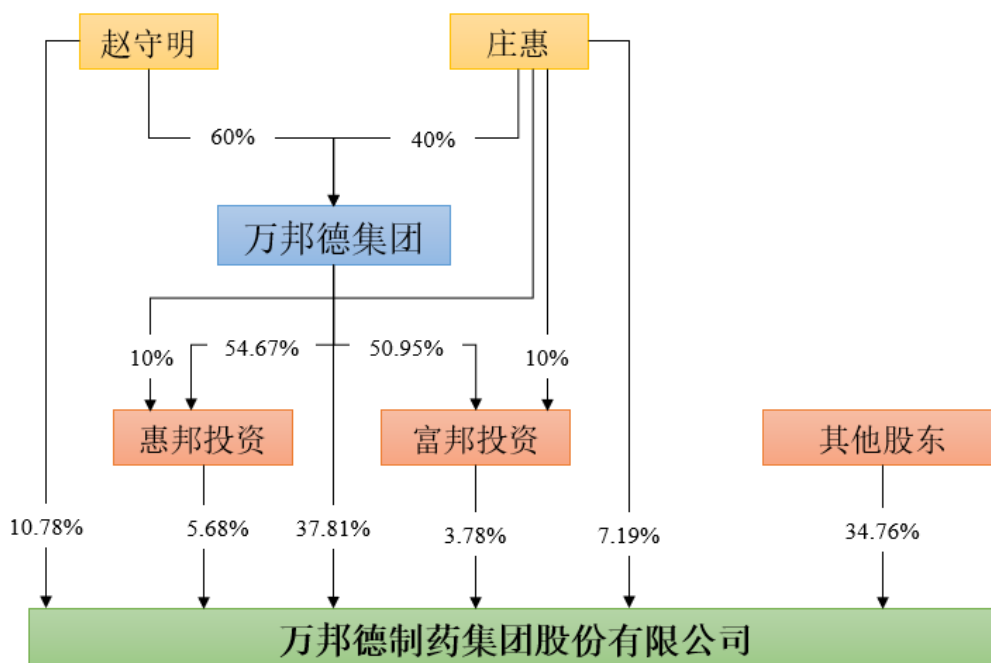 赵守明
庄惠
60%
40%
万邦德集团
10%
54.67%
50.95%
10%
惠邦投资
富邦投资
其他股东
10.78%
5.68%
37.81%
3.78%
7.19%
34.76%
万邦德制药集团股份有限公司